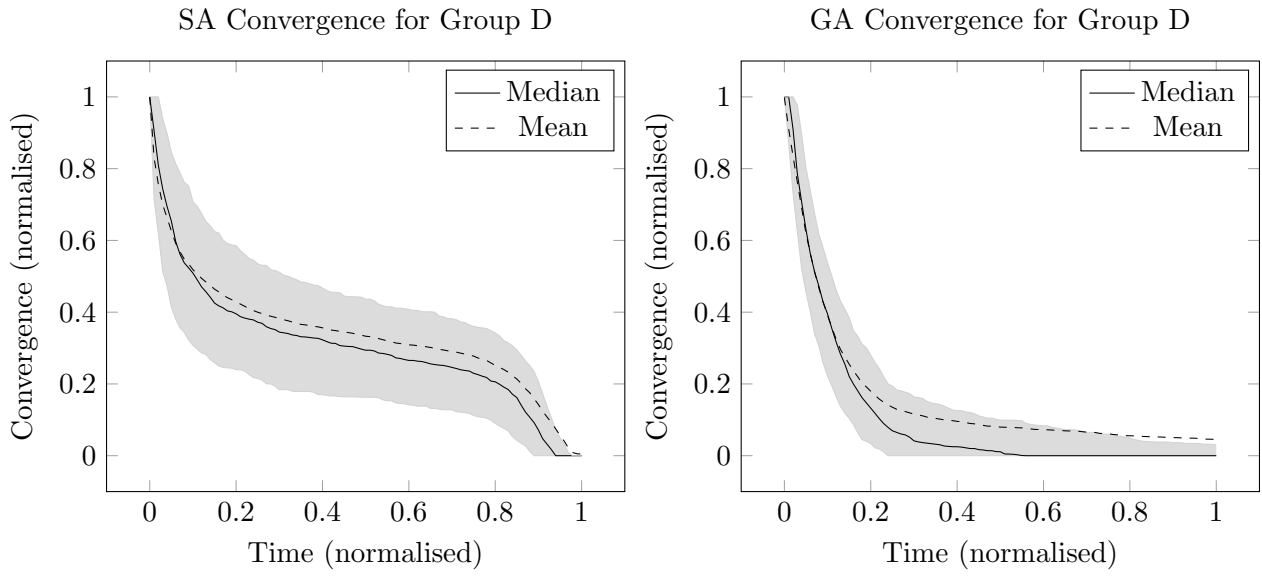 SA Convergence for Group D
Median
Mean
1
0.8
0.6
0.4
0.2
0
Convergence (normalised)
0 0.2 0.4 0.6 0.8 1
Time (normalised)
GA Convergence for Group D
Median
Mean
1
0.8
0.6
0.4
0.2
0
Convergence (normalised)
0 0.2 0.4 0.6 0.8 1
Time (normalised)